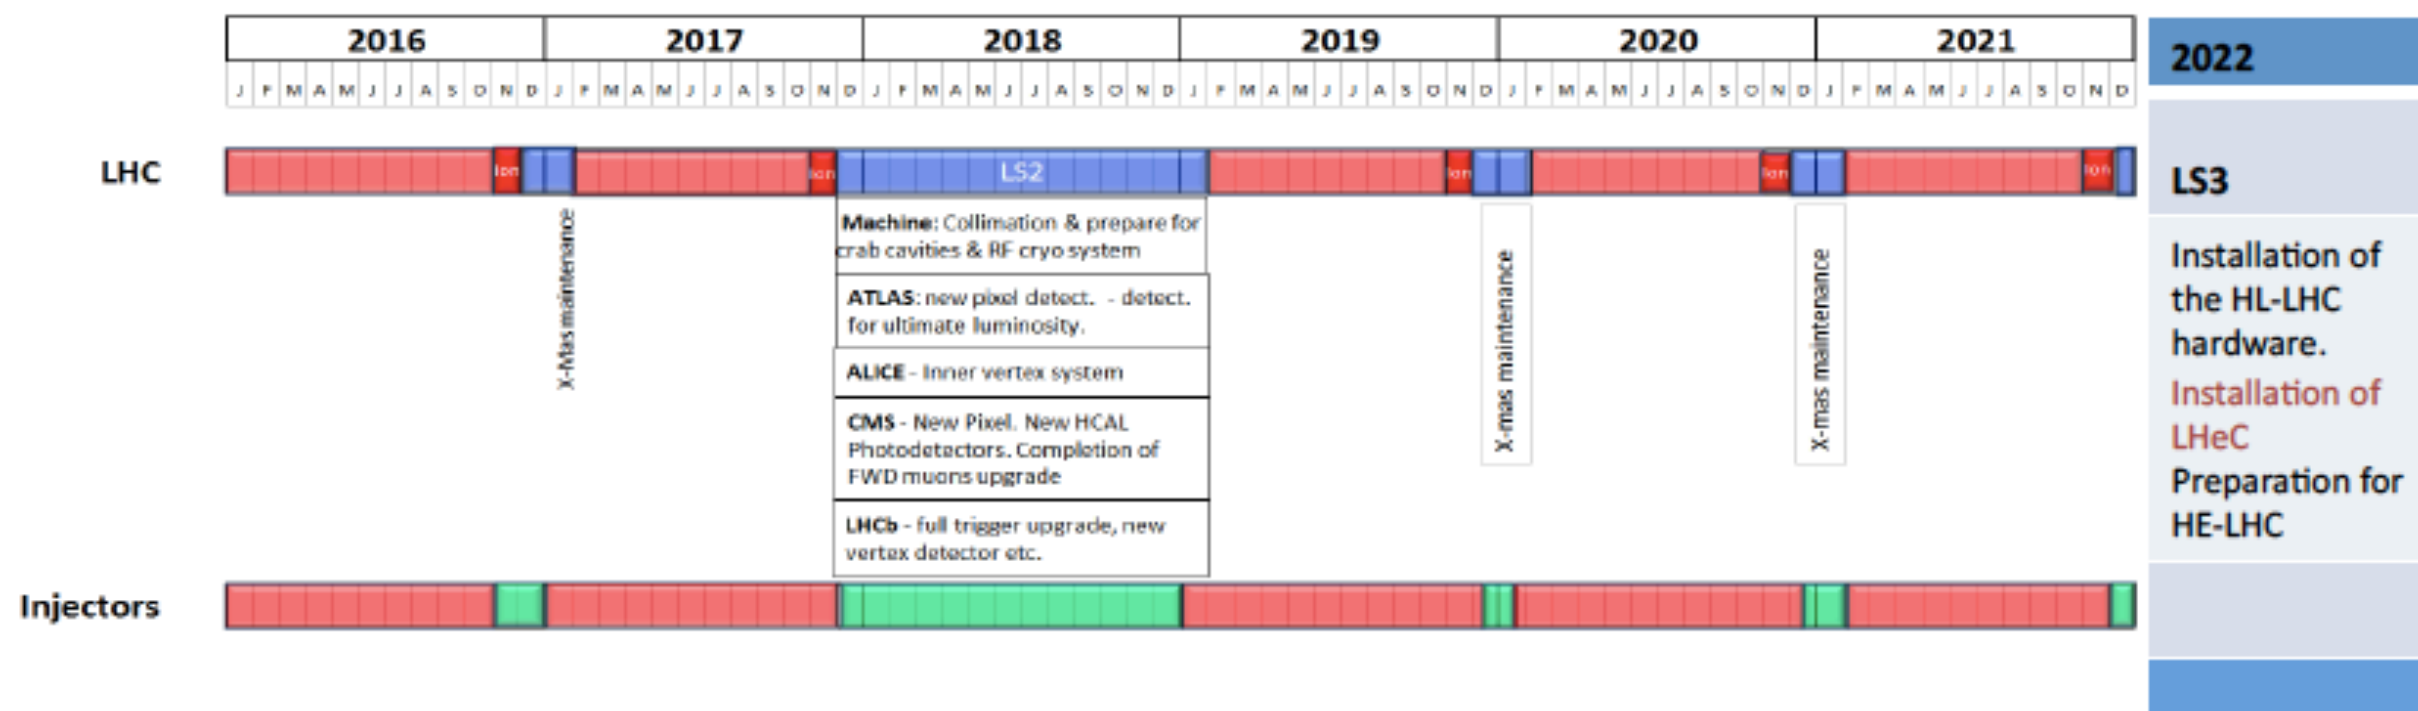 2016 2017 2018 2019 2020 2021 2022
J F M A M J J A S O N D J F M A M J J A S O N D J F M A M J J A S O N D J F M A M J J A S O N D J F M A M J J A S O N D J F M A M J J A S O N D
LHC Ion Ion LS2 Ion Ion Ion LS3
X-Mas maintenance
Machine: Collimation & prepare for
crab cavities & RF cryo system
ATLAS: new pixel detect. - detect.
for ultimate luminosity.
ALICE - Inner vertex system
CMS - New Pixel. New HCAL
Photodetectors. Completion of
FWD muons upgrade
LHCb - full trigger upgrade, new
vertex detector etc.
X-mas maintenance
X-mas maintenance
Installation of
the HL-LHC
hardware.
Installation of
LHeC
Preparation for
HE-LHC
Injectors